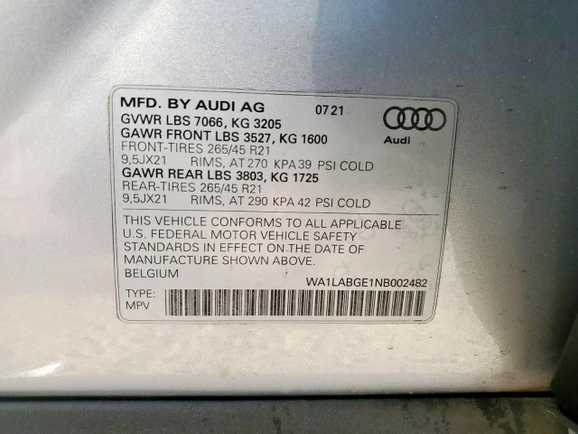 MFD. BY AUDI AG 07 21
GVWR LBS 7066, KG 3205
GAWR FRONT LBS 3527, KG 1600
FRONT-TIRES 265/45 R21
9,5JX21 RIMS, AT 270 KPA 39 PSI COLD
GAWR REAR LBS 3803, KG 1725
REAR-TIRES 265/45 R21
9,5JX21 RIMS, AT 290 KPA 42 PSI COLD
Audi
THIS VEHICLE CONFORMS TO ALL APPLICABLE
U.S. FEDERAL MOTOR VEHICLE SAFETY
STANDARDS IN EFFECT ON THE DATE OF
MANUFACTURE SHOWN ABOVE.
BELGIUM WA1LABGE1NB002482
TYPE:
MPV